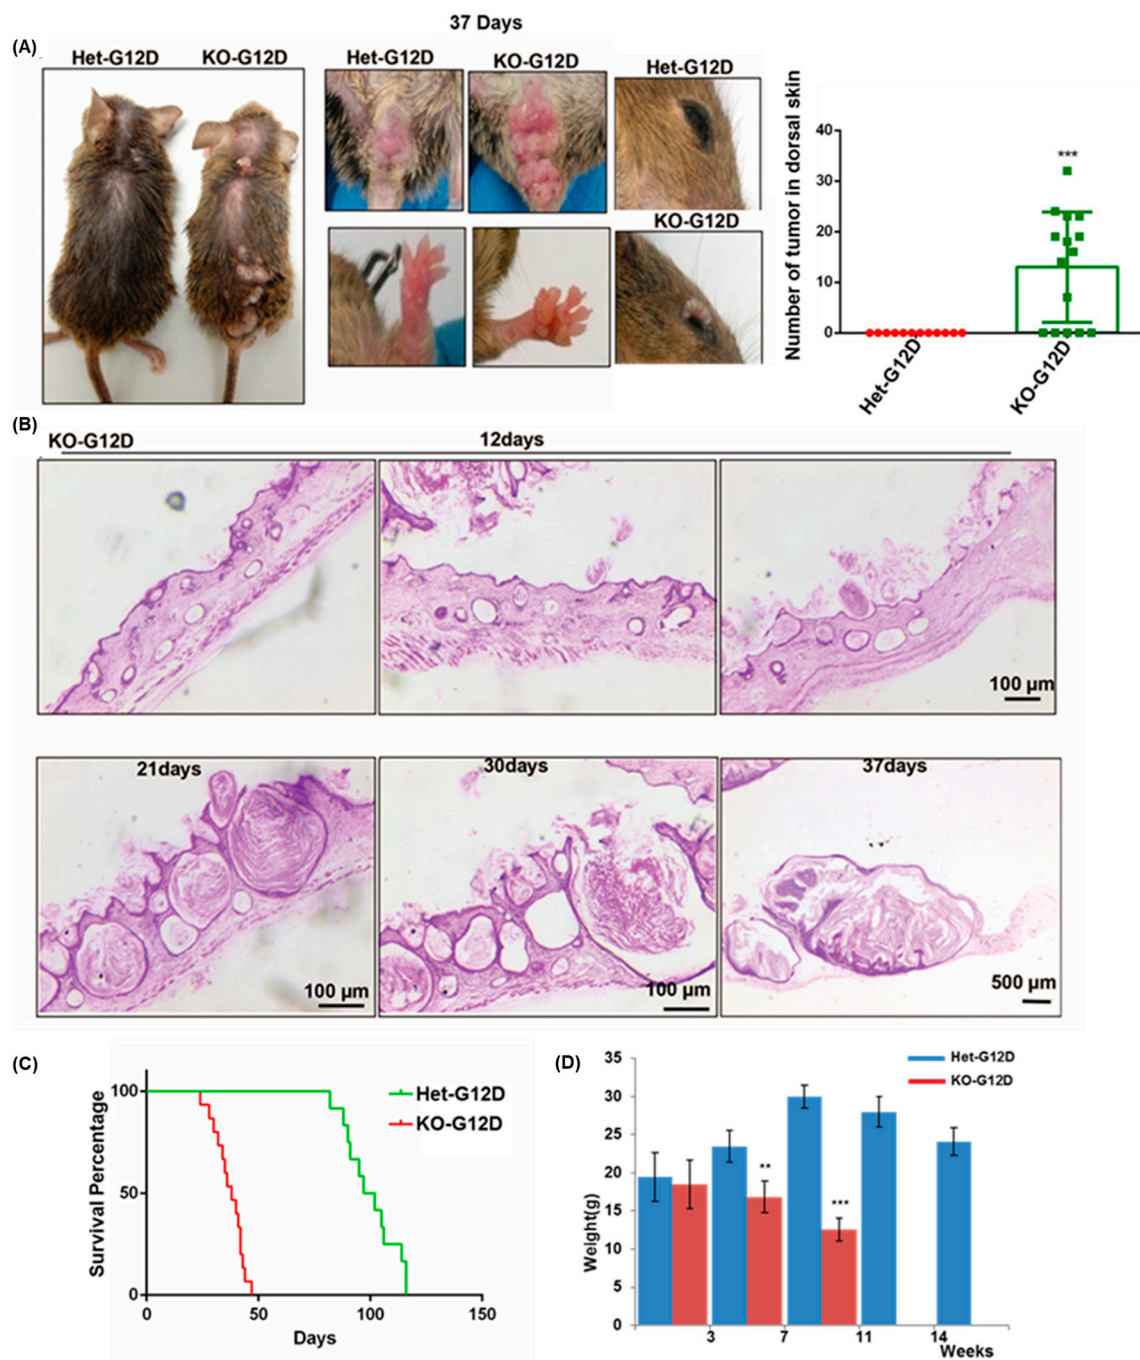 37 Days
(A)
Het-G12D KO-G12D Het-G12D KO-G12D Het-G12D
KO-G12D
Number of tumor in dorsal skin
40
30
20
10
0
***
Het-G12D KO-G12D
(B)
KO-G12D 12days
100 µm
21days 30days 37days
100 µm 100 µm 500 µm
(C)
Survival Percentage
100
50
0
0 50 100 150
Days
Het-G12D
KO-G12D
(D)
Het-G12D
KO-G12D
Weight(g)
35
30
25
20
15
10
5
0
**
***
3 7 11 14
Weeks